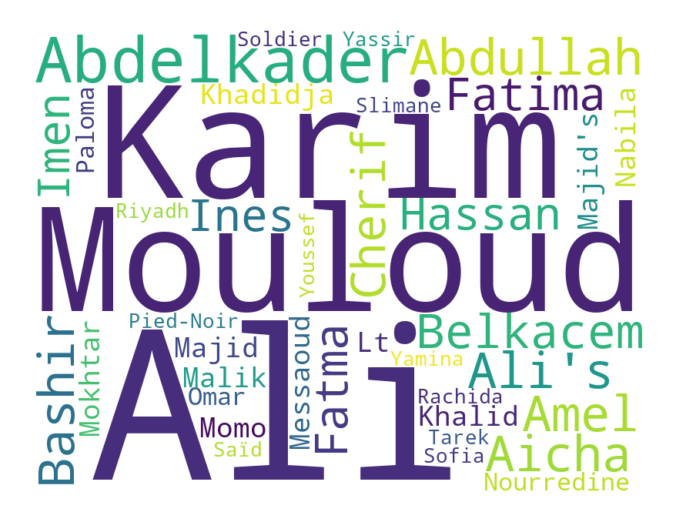 Soldier Yassir
Abdelkader Abdullah
Imen Paloma Karim Khadidja Slimane Fatima Majid's Nabila
Riyadh Ines Youssef Cherif Hassan
Mouloud
Pied-Noir Belkacem
Bashir Mokhtar Ali Majid Messaoud Fatma Lt Yamina Ali's
Malik
Omar Rachida
Momo Khalid Amel
Saïd Tarek Aicha
Sofia
Nourredine